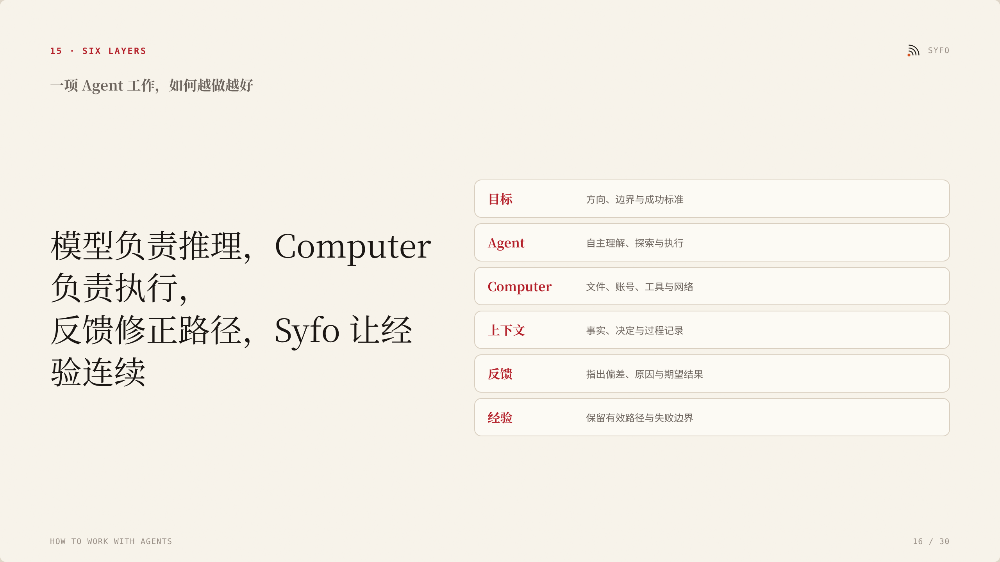 15 · SIX LAYERS
SYFO
一项 Agent 工作，如何越做越好
模型负责推理，Computer
负责执行，
反馈修正路径，Syfo 让经
验连续
目标 方向、边界与成功标准
Agent 自主理解、探索与执行
Computer 文件、账号、工具与网络
上下文 事实、决定与过程记录
反馈 指出偏差、原因与期望结果
经验 保留有效路径与失败边界
HOW TO WORK WITH AGENTS
16 / 30